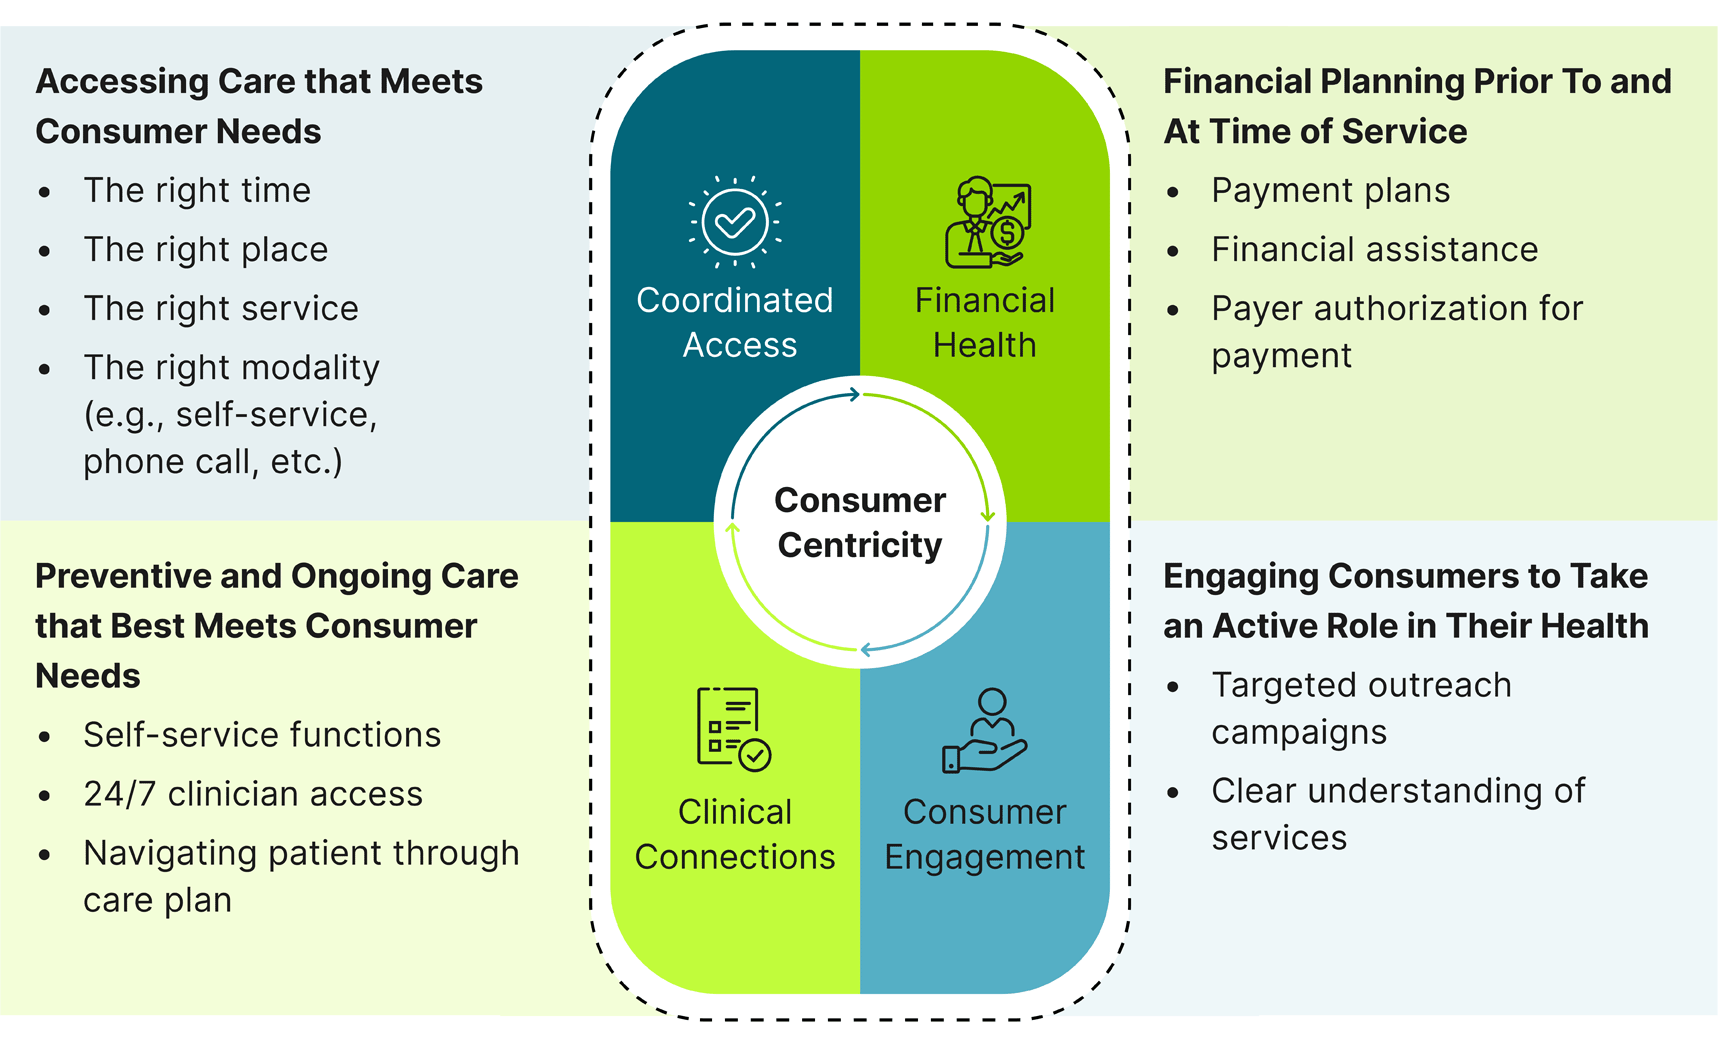 Accessing Care that Meets
Consumer Needs
• The right time
• The right place
• The right service
• The right modality
(e.g., self-service,
phone call, etc.)
Coordinated
Access
Financial
Health
Financial Planning Prior To and
At Time of Service
• Payment plans
• Financial assistance
• Payer authorization for
payment
Consumer
Centricity
Preventive and Ongoing Care
that Best Meets Consumer
Needs
• Self-service functions
• 24/7 clinician access
• Navigating patient through
care plan
Clinical
Connections
Consumer
Engagement
Engaging Consumers to Take
an Active Role in Their Health
• Targeted outreach
campaigns
• Clear understanding of
services
$